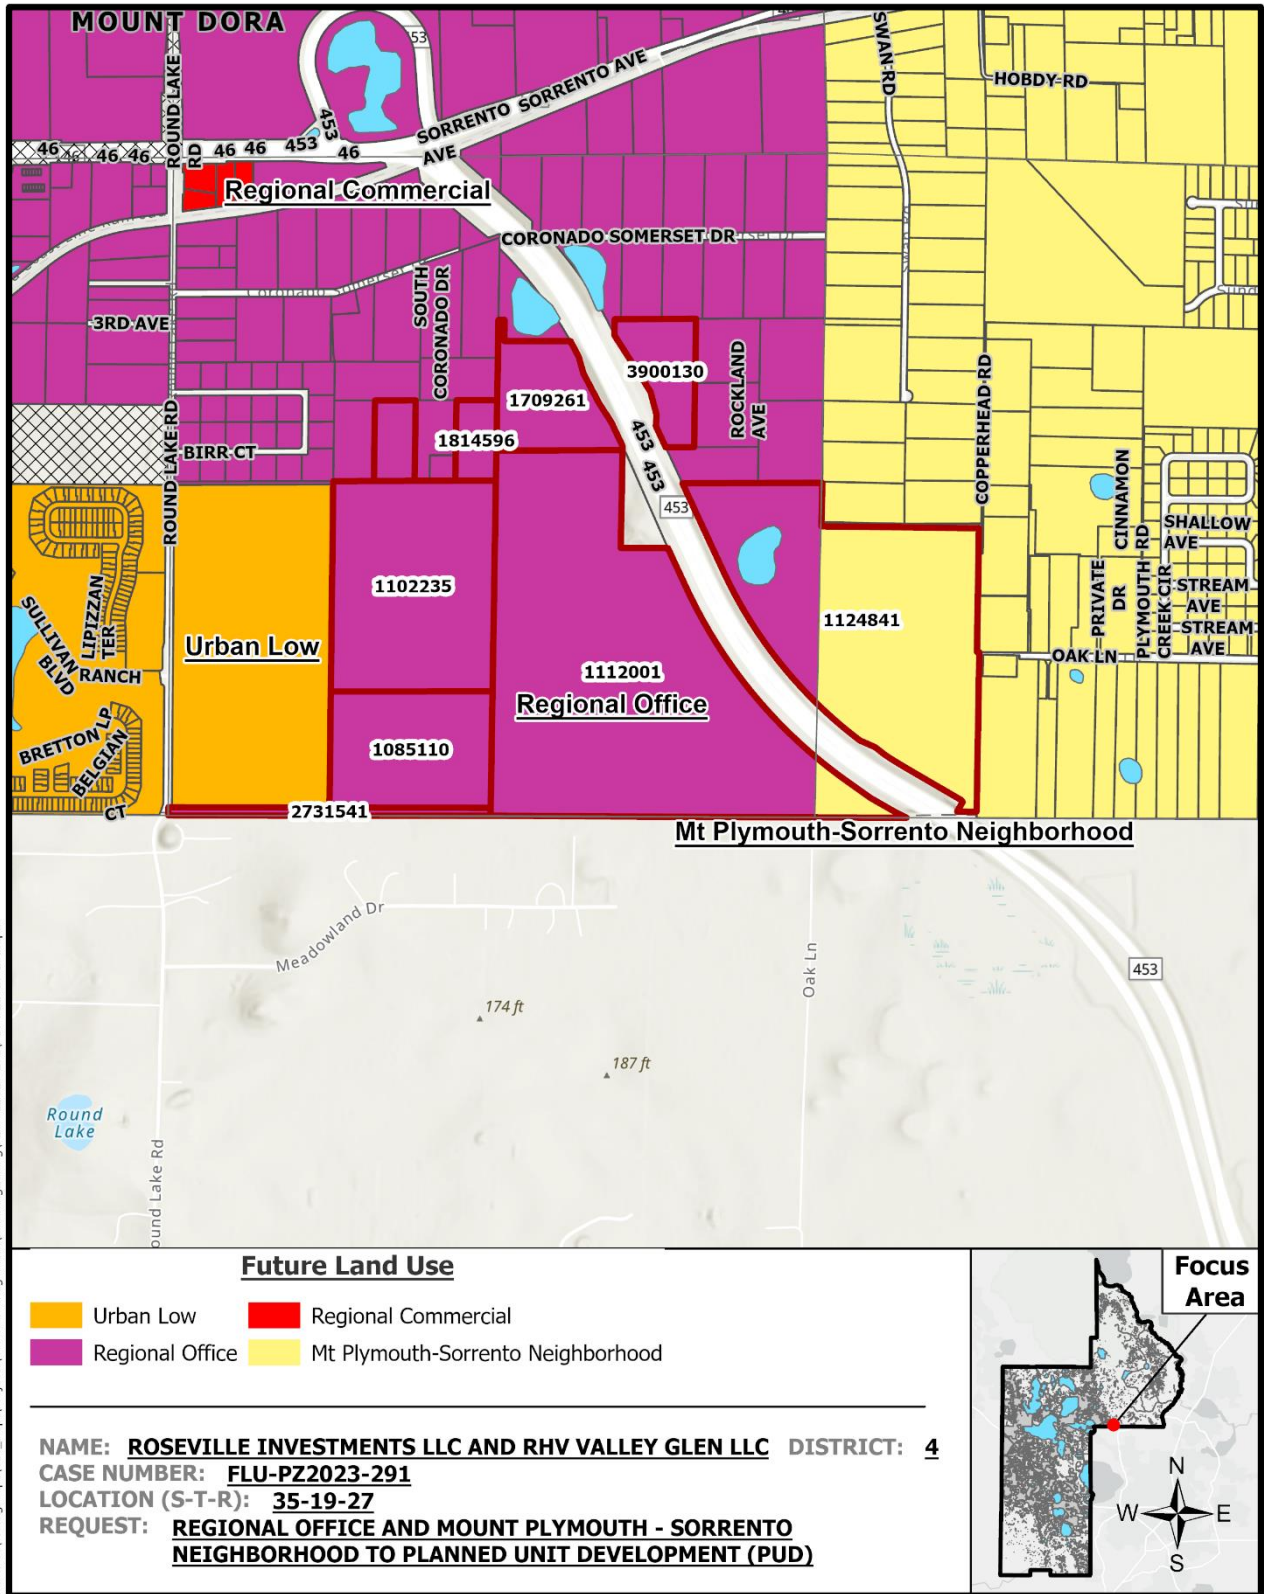 MOUNT DORA
53
SWAN RD
HOBDY RD
ROUND LAKE
RD
453
SORRENTO SORRENTO AVE
AVE
46 46 46
46 46 453 46
Regional Commercial
CORONADO SOMERSET DR
Coronado Somerset
SOUTH
CORONADO DR
3RD AVE
3900130
ROCKLAND
AVE
1709261
COPPERHEAD RD
1814596
453 453
ROUND LAKE RD
BIRR CT
453
CINNAMON
SHALLOW
AVE
PLYMOUTH RD
CREEK CIR
PRIVATE
DR
STREAM
AVE
STREAM
AVE
OAK LN
1102235
1124841
SULLIVAN
BLVD
LIPIZZAN
TER
RANCH
Urban Low
1112001
Regional Office
BRETTON LP
BELGIAN
CT
1085110
2731541
Mt Plymouth-Sorrento Neighborhood
Meadowland Dr
Oak Ln
453
174 ft
187 ft
Round
Lake
ound Lake Rd
Future Land Use
Urban Low
Regional Commercial
Regional Office
Mt Plymouth-Sorrento Neighborhood
Focus
Area
NAME: ROSEVILLE INVESTMENTS LLC AND RHV VALLEY GLEN LLC DISTRICT: 4
CASE NUMBER: FLU-PZ2023-291
LOCATION (S-T-R): 35-19-27
REQUEST: REGIONAL OFFICE AND MOUNT PLYMOUTH - SORRENTO
NEIGHBORHOOD TO PLANNED UNIT DEVELOPMENT (PUD)
N
W E
S